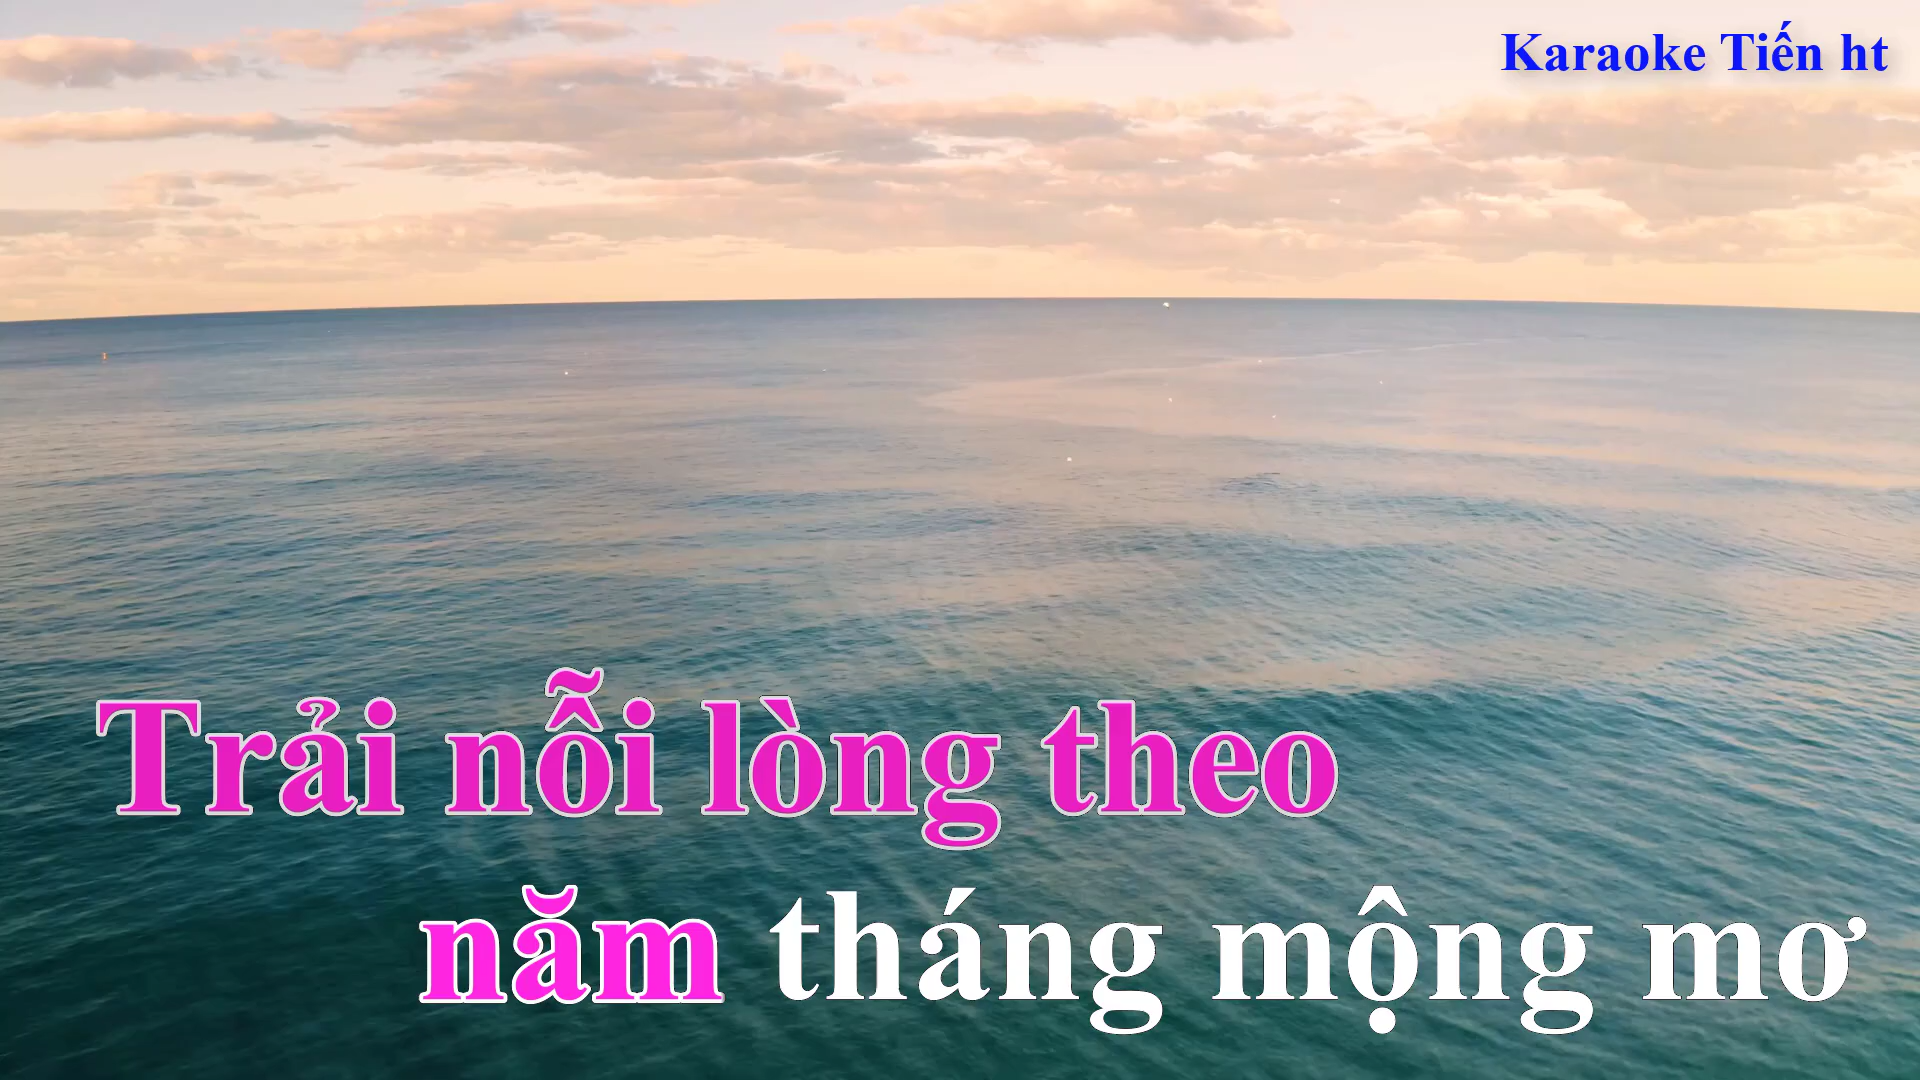 Karaoke Tiến ht
Trải nỗi lòng theo
năm tháng mộng mơ